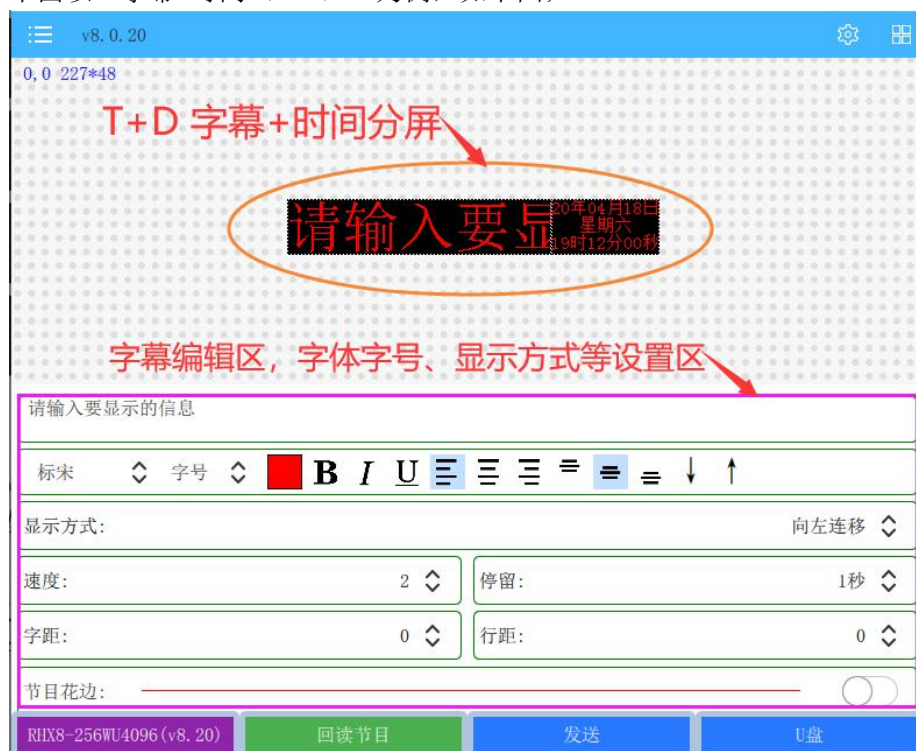 v8.0.20
0,0 227*48
T+D 字幕+时间分屏
请输入要显
20年04月18日
星期六
19时12分00秒
字幕编辑区，字体字号、显示方式等设置区
请输入要显示的信息
标宋 字号 B I U
显示方式: 向左连移
速度: 2 停留: 1秒
字距: 0 行距: 0
节目花边:
RHX8-256WU4096(v8.20) 回读节目 发送 U盘